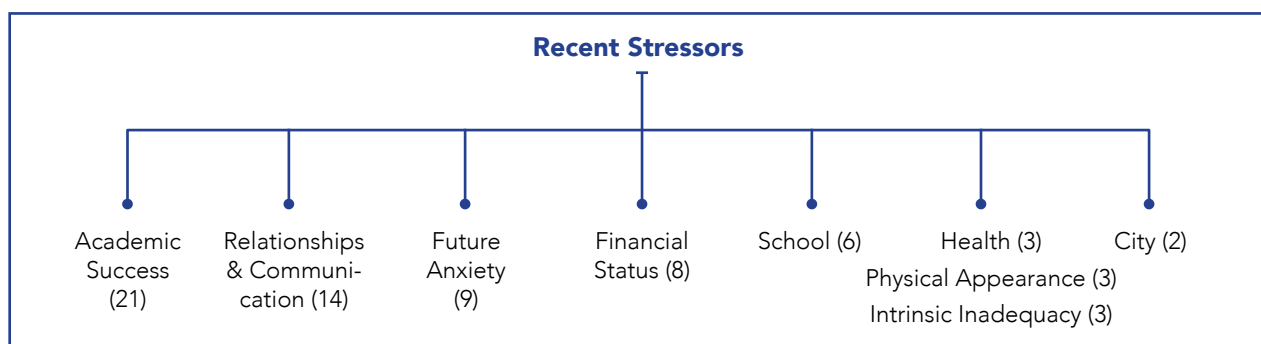 Recent Stressors
Academic
Success
(21)
Relationships
& Communi-
cation (14)
Future
Anxiety
(9)
Financial
Status (8)
School (6)
Health (3)
Physical Appearance (3)
Intrinsic Inadequacy (3)
City (2)